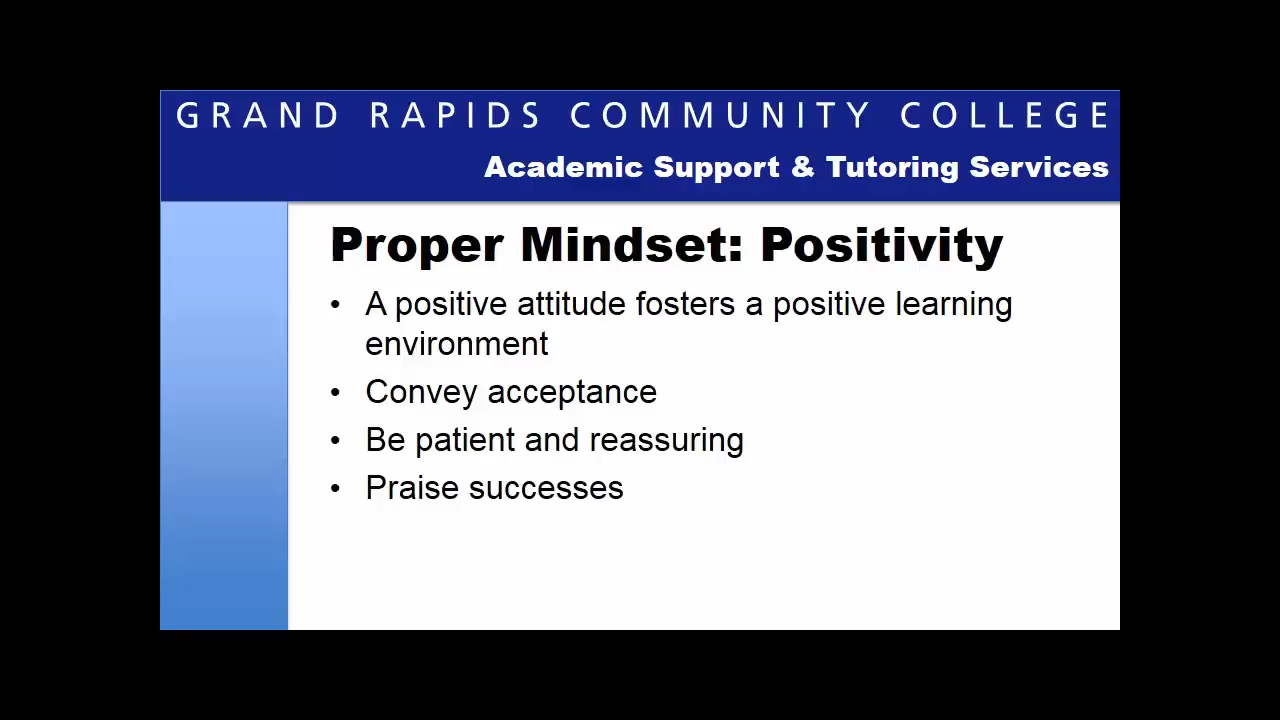 GRAND RAPIDS COMMUNITY COLLEGE
Academic Support & Tutoring Services
Proper Mindset: Positivity
• A positive attitude fosters a positive learning
environment
• Convey acceptance
• Be patient and reassuring
• Praise successes